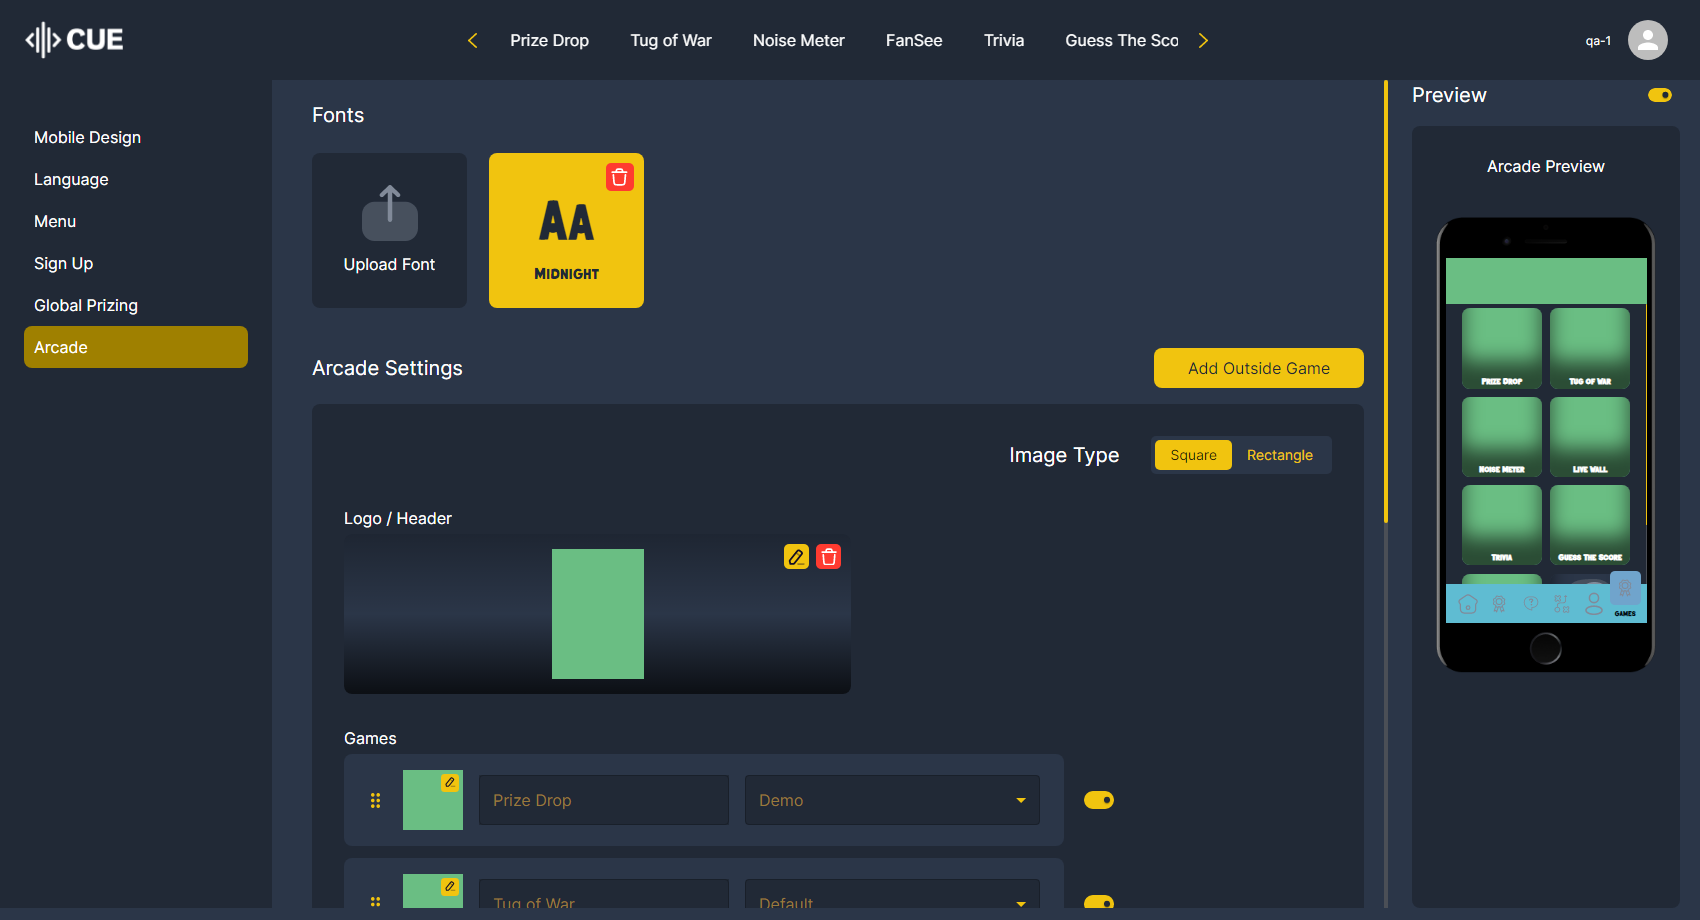 CUE
Prize Drop
Tug of War
Noise Meter
FanSee
Trivia
Guess The Sco
qa-1
Mobile Design
Language
Menu
Sign Up
Global Prizing
Arcade
Fonts
Upload Font
AA
MIDNIGHT
Arcade Settings
Add Outside Game
Image Type
Square
Rectangle
Logo / Header
Games
Prize Drop
Demo
Tug of War
Default
Preview
Arcade Preview
PRIZE DROP
TUG OF WAR
NOISE METER
LIVE WALL
TRIVIA
GUESS THE SCORE
GAMES